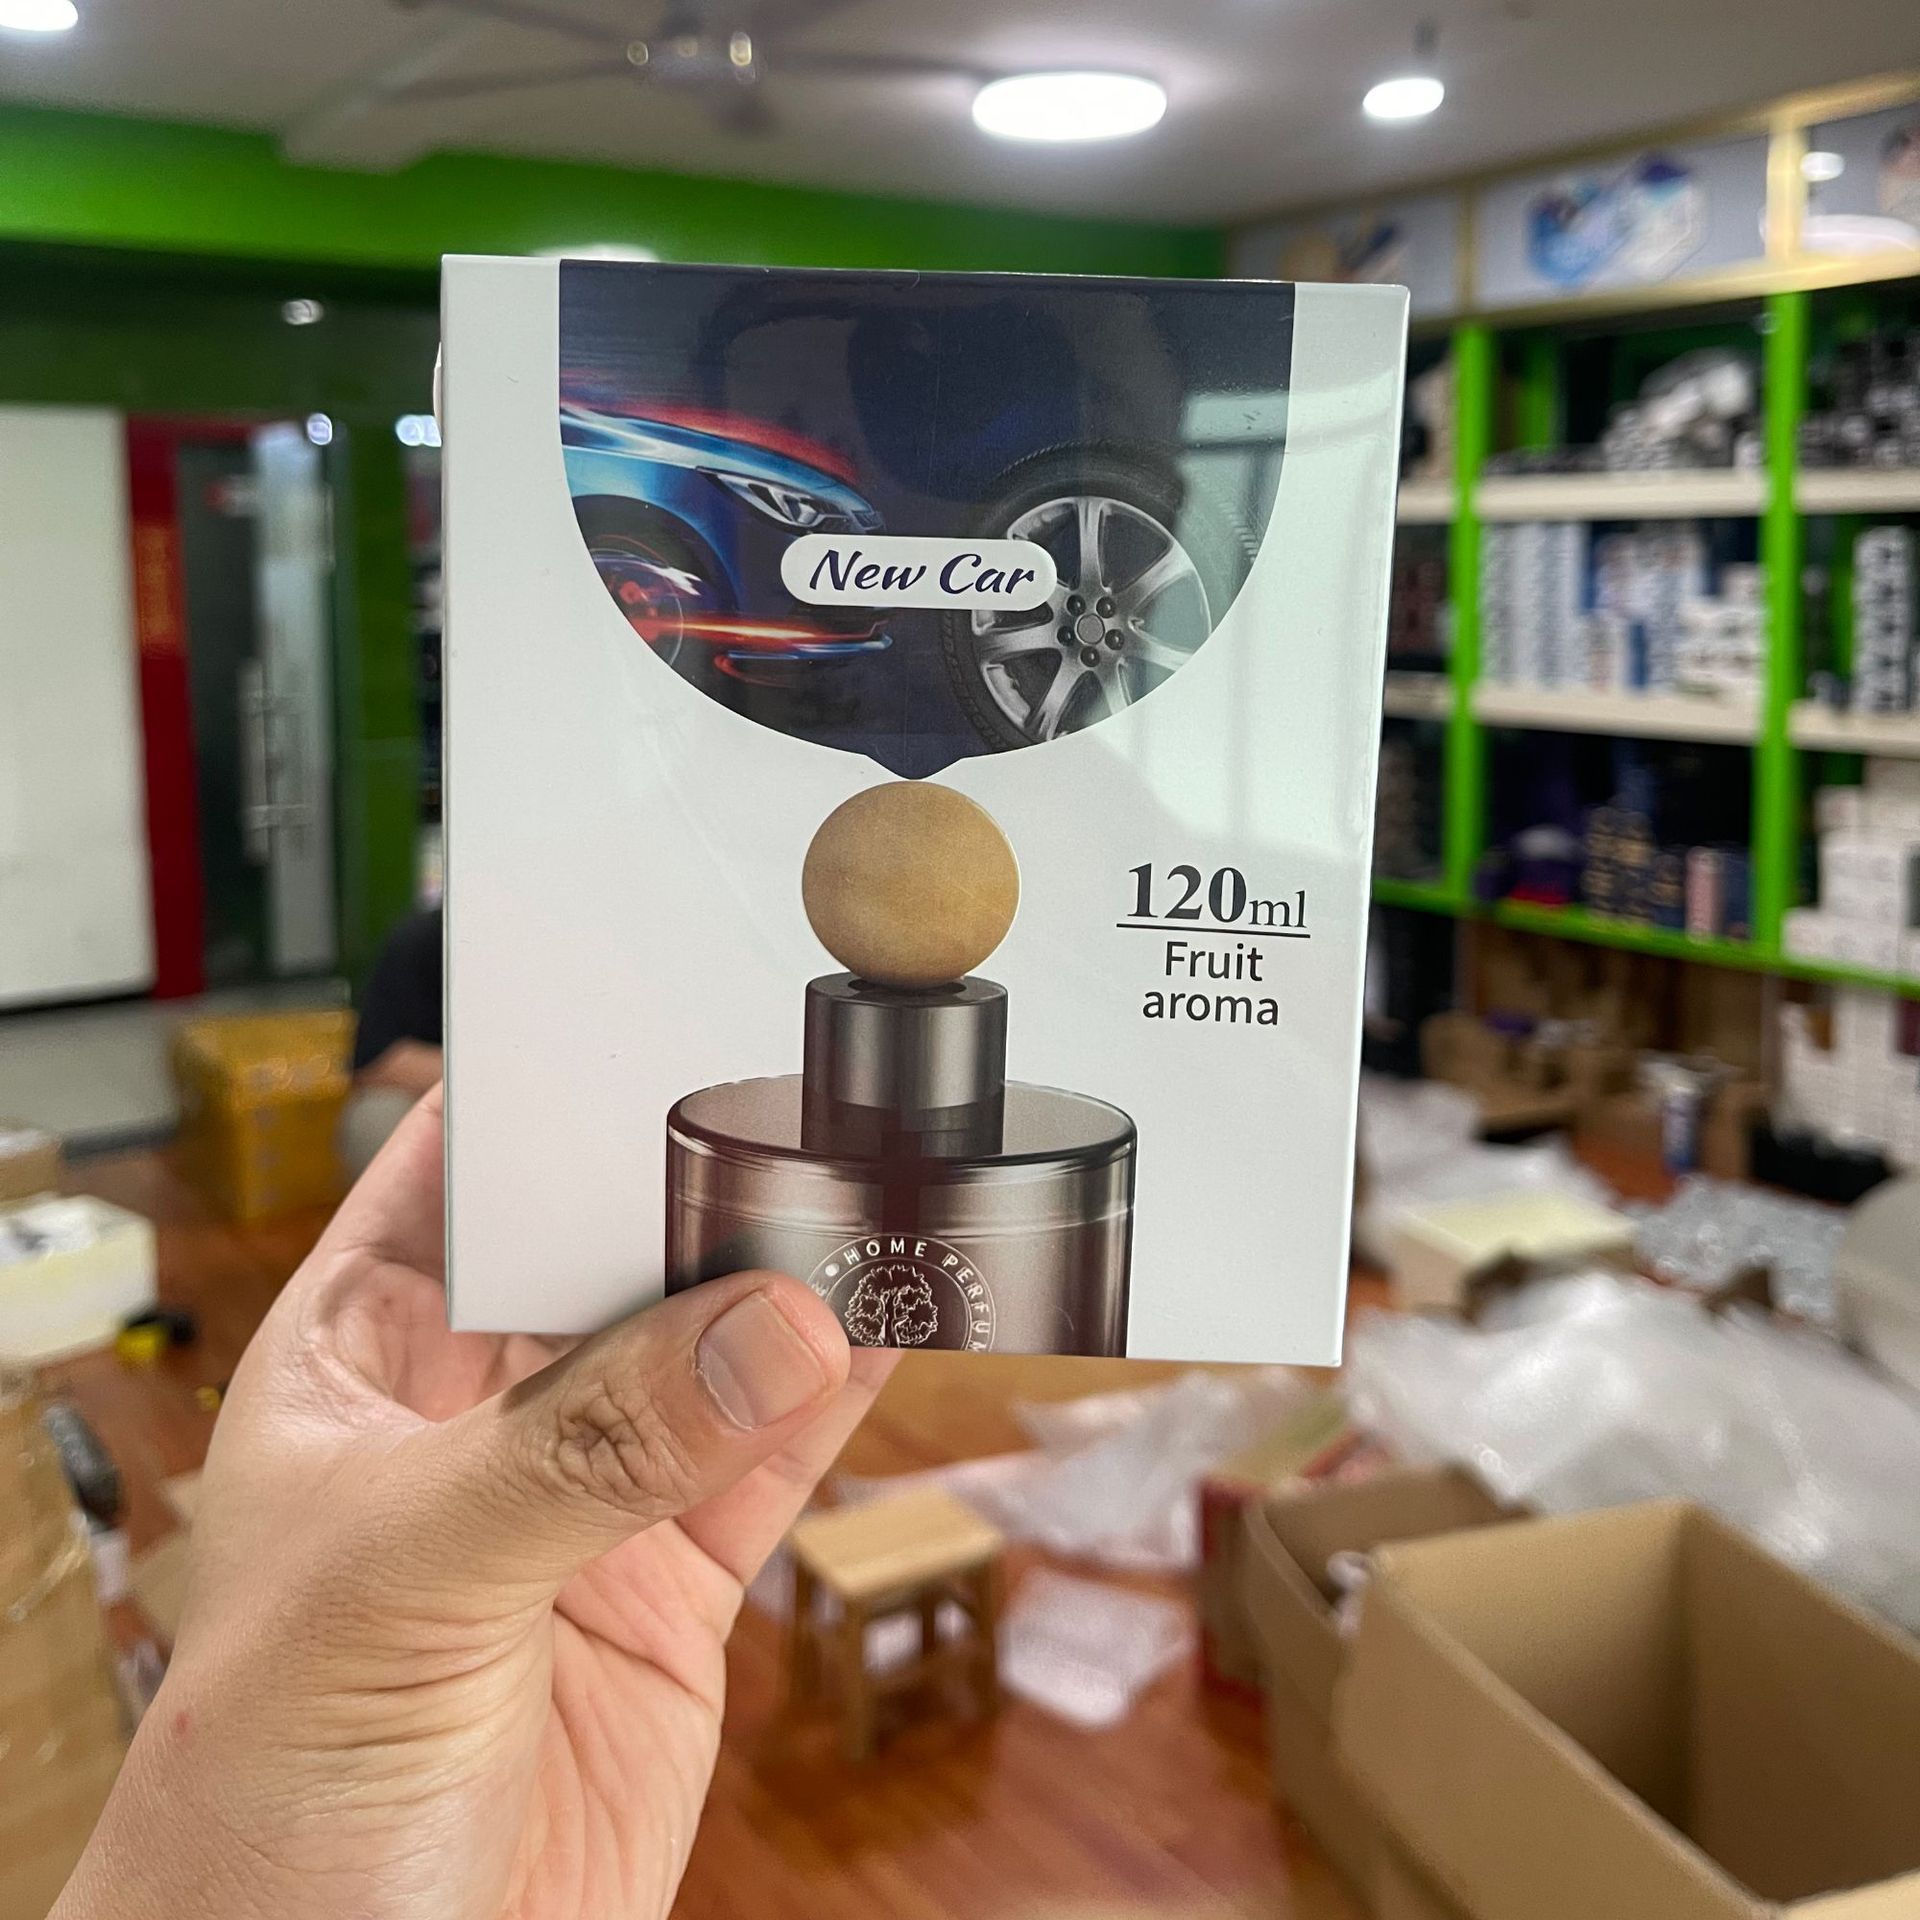 New Car
120ml
Fruit
aroma
HOME PERFUM